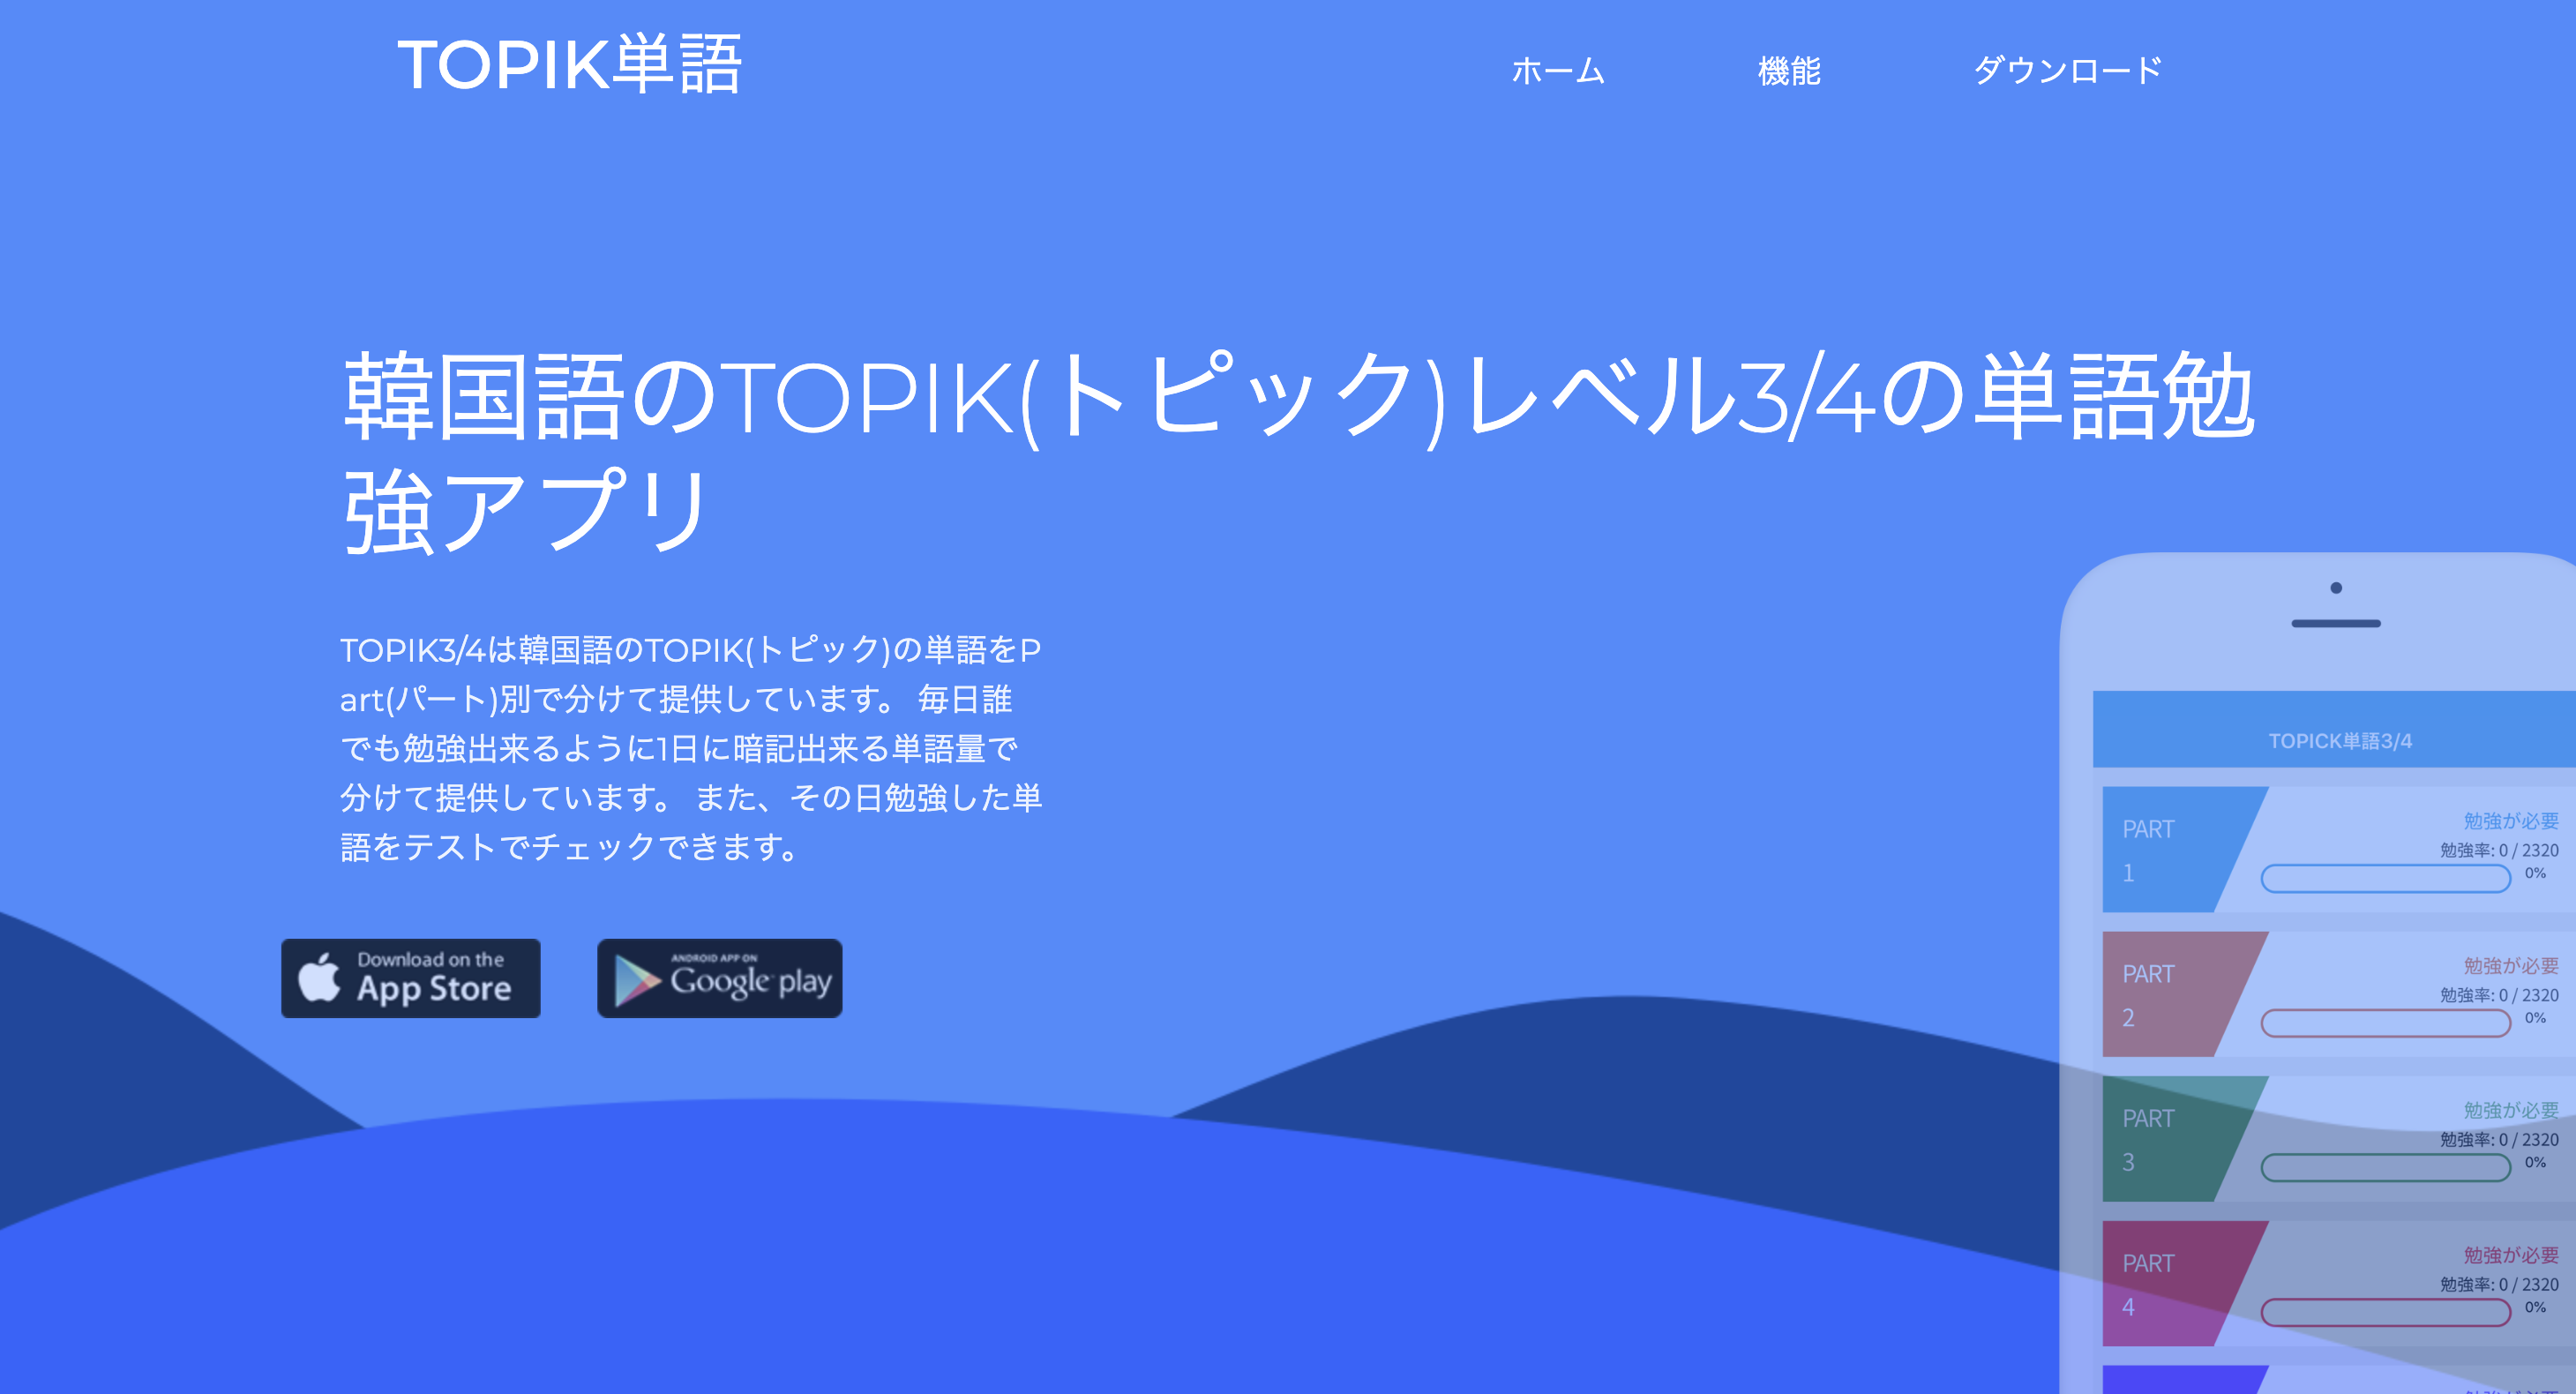 TOPIK単語
ホーム 機能 ダウンロード
韓国語のTOPIK(トピック)レベル3/4の単語勉
強アプリ
TOPIK3/4は韓国語のTOPIK(トピック)の単語をP
art(パート)別で分けて提供しています。 毎日誰
でも勉強出来るように1日に暗記出来る単語量で
分けて提供しています。 また、その日勉強した単
語をテストでチェックできます。
Download on the
App Store
ANDROID APP ON
Google play
TOPICK単語3/4
PART
1
勉強が必要
勉強率: 0 / 2320
0%
PART
2
勉強が必要
勉強率: 0 / 2320
0%
PART
3
勉強が必要
勉強率: 0 / 2320
0%
PART
4
勉強が必要
勉強率: 0 / 2320
0%